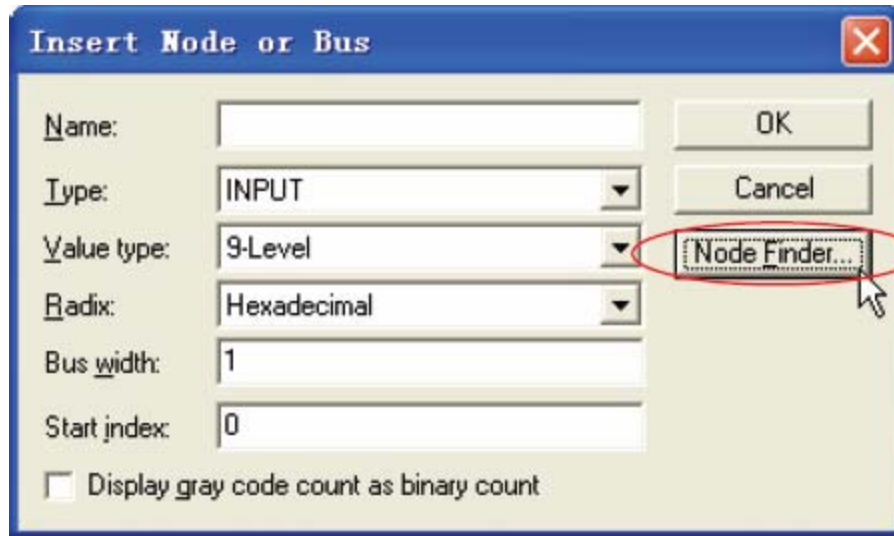 Insert Node or Bus
Name:
OK
Type:
INPUT
Cancel
Value type:
9-Level
Node Finder...
Radix:
Hexadecimal
Bus width:
1
Start index:
0
Display gray code count as binary count